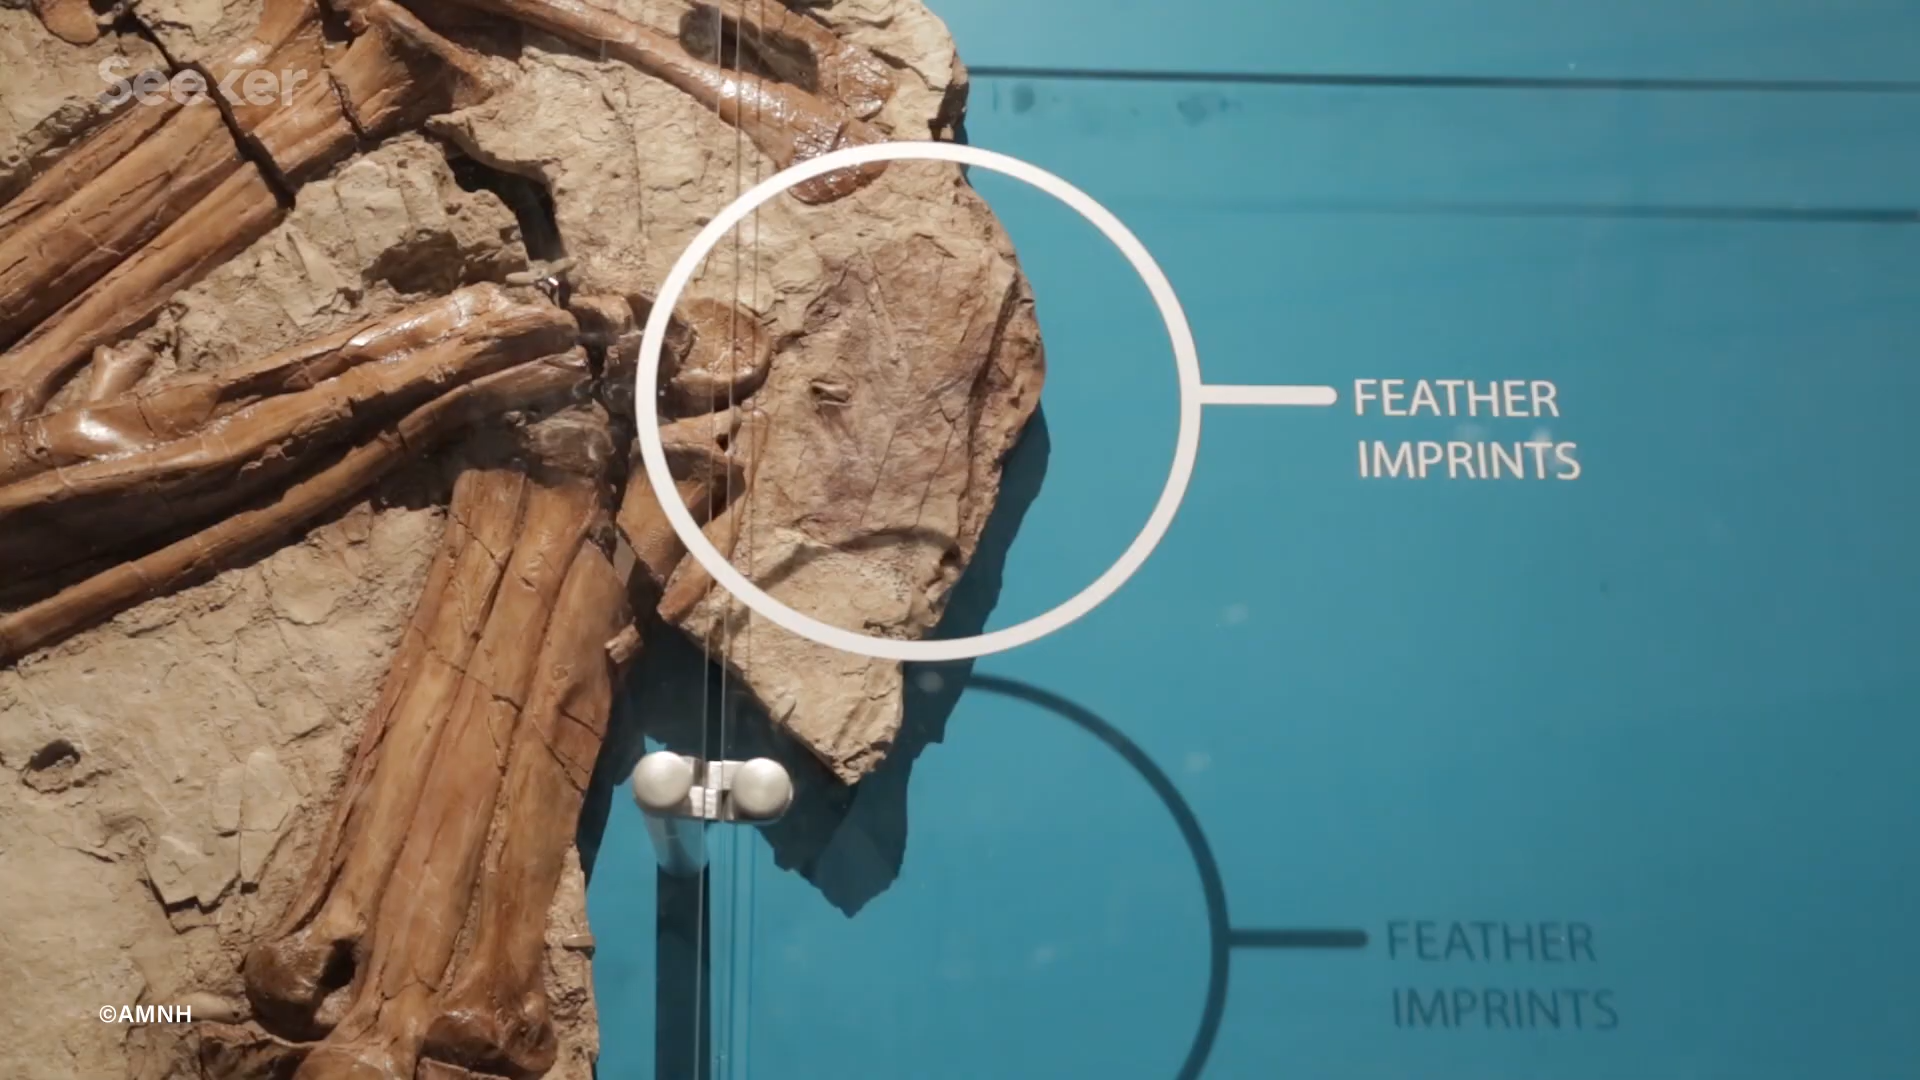 Seeker
FEATHER
IMPRINTS
FEATHER
IMPRINTS
©AMNH